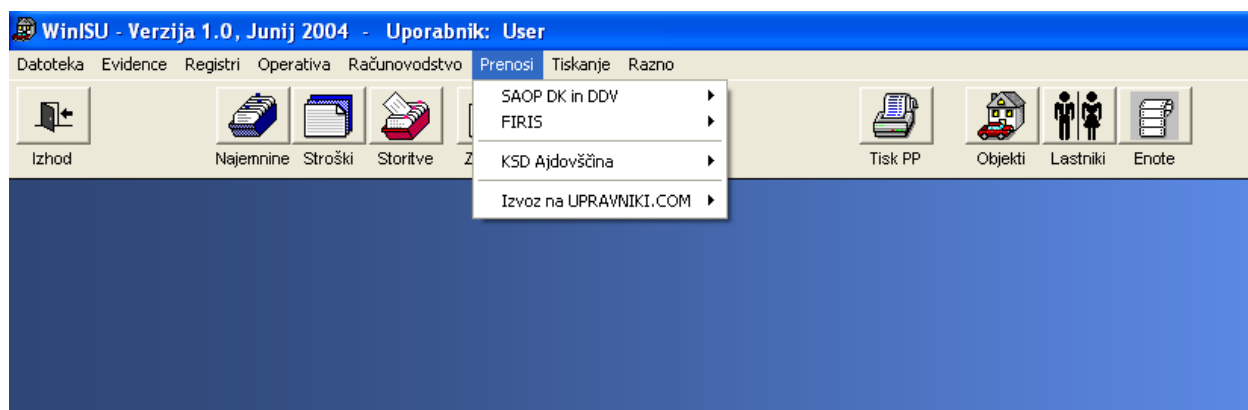 WinISU - Verzija 1.0, Junij 2004 - Uporabnik: User
Datoteka Evidence Registri Operativa Računovodstvo Prenosi Tiskanje Razno
SAOP DK in DDV
FIRIS
KSD Ajdovščina
Izvoz na UPRAVNIKI.COM
Izhod Najemnine Stroški Storitve Tisk PP Objekti Lastniki Enote